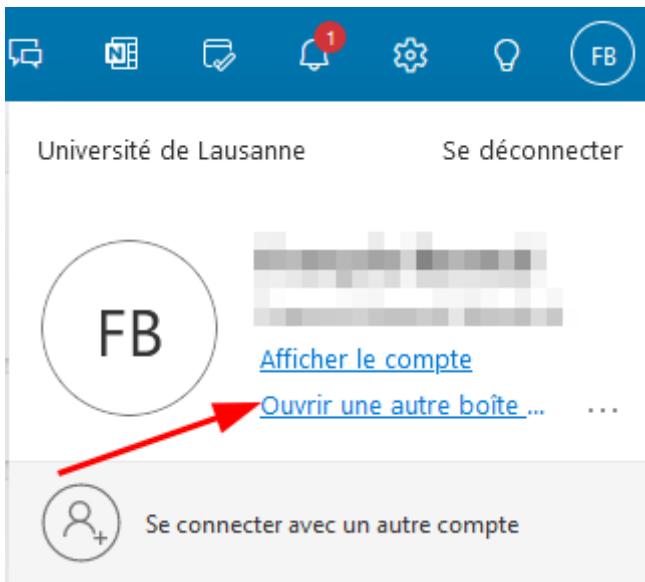 1
FB
Université de Lausanne Se déconnecter
FB
Afficher le compte
Ouvrir une autre boîte ...
Se connecter avec un autre compte